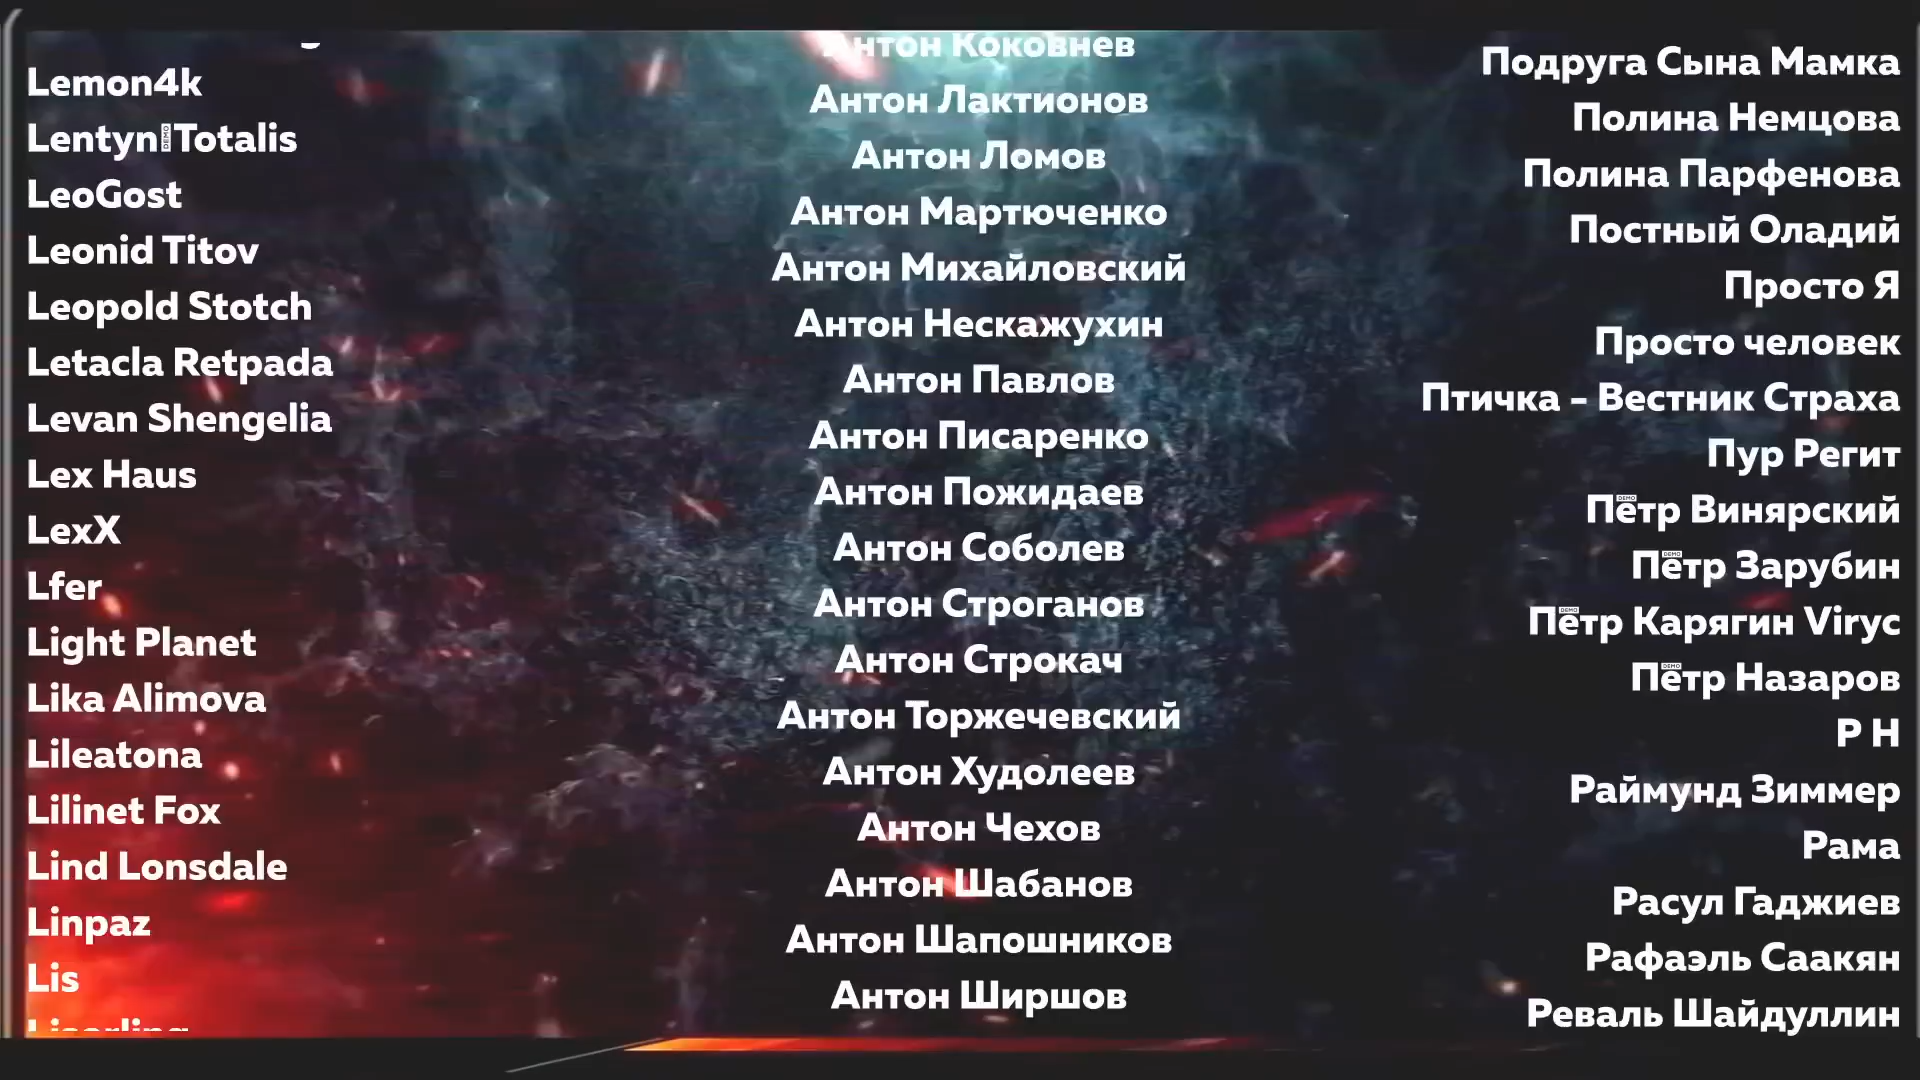 Lemon4k
Lentyn Totalis
LeoGost
Leonid Titov
Leopold Stotch
Letacla Retpada
Levan Shengelia
Lex Haus
LexX
Lfer
Light Planet
Lika Alimova
Lileatona
Lilinet Fox
Lind Lonsdale
Linpaz
Lis
Антон Коковнев
Антон Лактионов
Антон Ломов
Антон Мартюченко
Антон Михайловский
Антон Нескажухин
Антон Павлов
Антон Писаренко
Антон Пожидаев
Антон Соболев
Антон Строганов
Антон Строкач
Антон Торжечевский
Антон Худолеев
Антон Чехов
Антон Шабанов
Антон Шапошников
Антон Ширшов
Подруга Сына Мамка
Полина Немцова
Полина Парфенова
Постный Оладий
Просто Я
Просто человек
Птичка - Вестник Страха
Пур Регит
Пётр Винярский
Пётр Зарубин
Пётр Карягин Virус
Пётр Назаров
Р Н
Раймунд Зиммер
Рама
Расул Гаджиев
Рафаэль Саакян
Реваль Шайдуллин